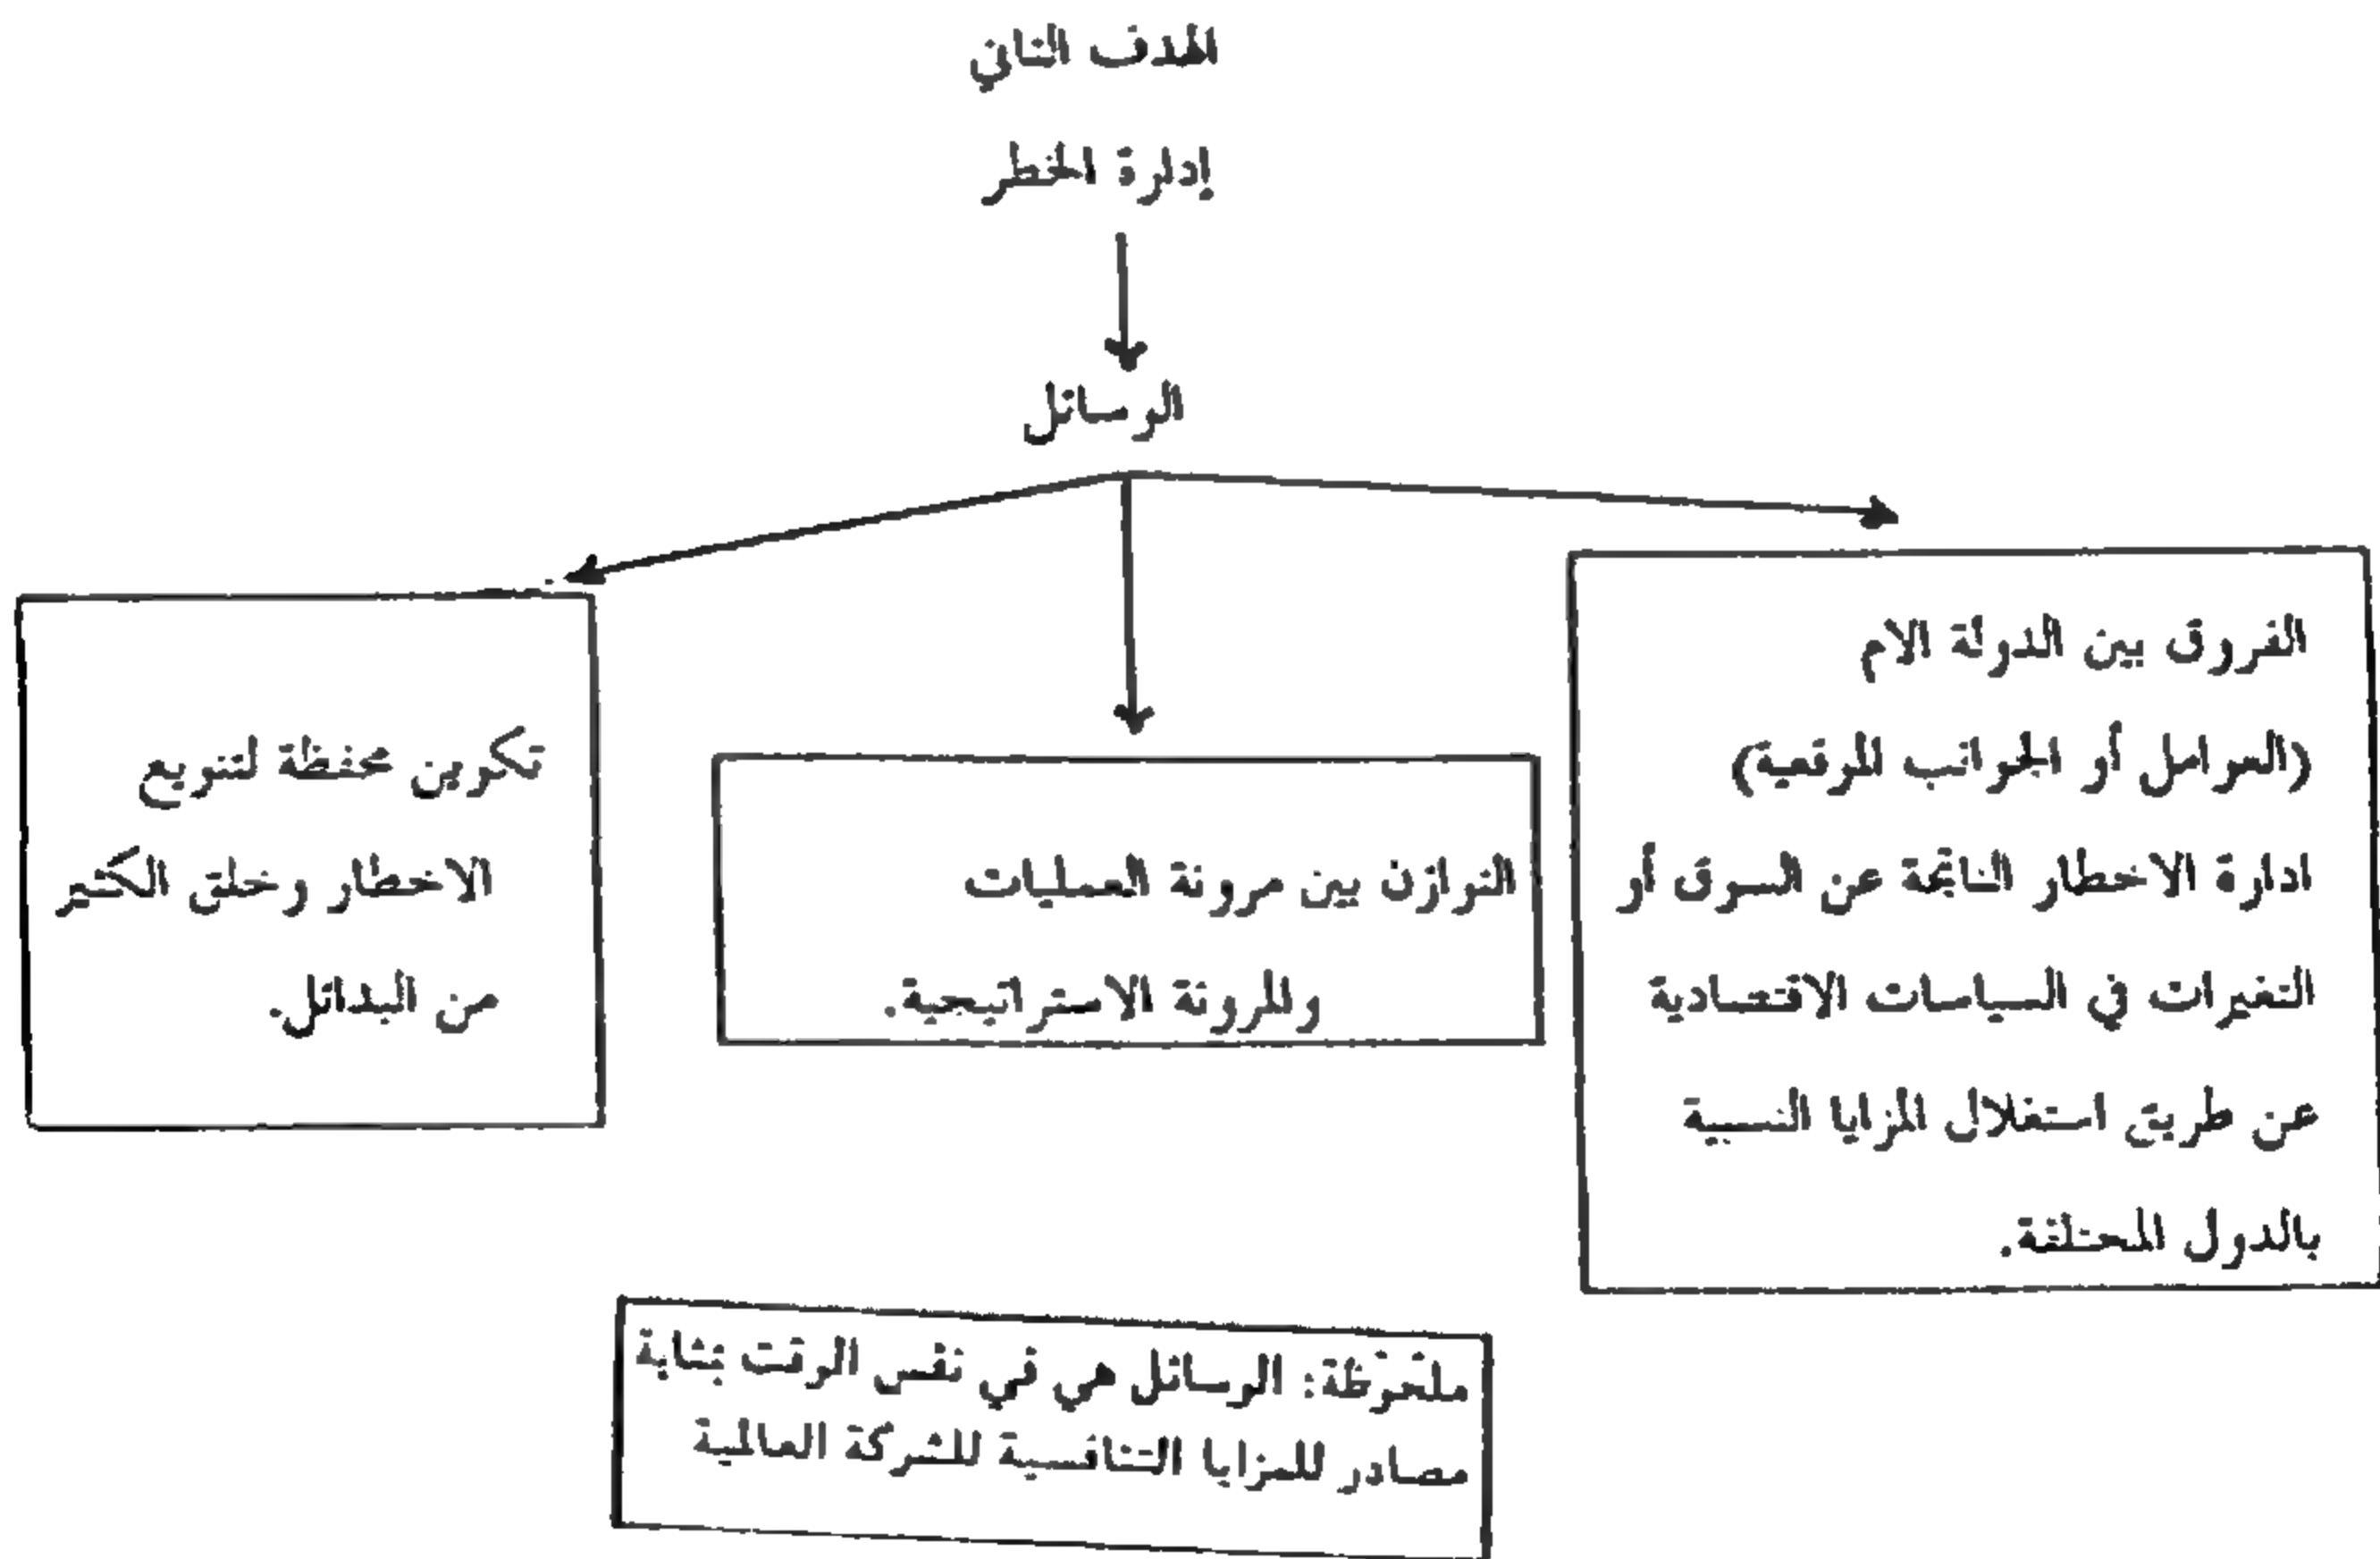 الهدف الثاني
إدارة الخطر
الوسائل
الفروق بين الدولة الام
(العوامل أو الجوانب الموقعية)
ادارة الاخطار الناتجة عن السوق أو
التغيرات في السياسات الاقتصادية
عن طريق استغلال المزايا النسبية
بالدول المختلفة.
التوازن بين مرونة العمليات
والمرونة الاستراتيجية.
تكوين محفظة لتنويع
الاخطار وخلق الكثير
من البدائل.
ملحوظة: الوسائل هي في نفس الوقت بمثابة
مصادر للمزايا التنافسية للشركة العالمية